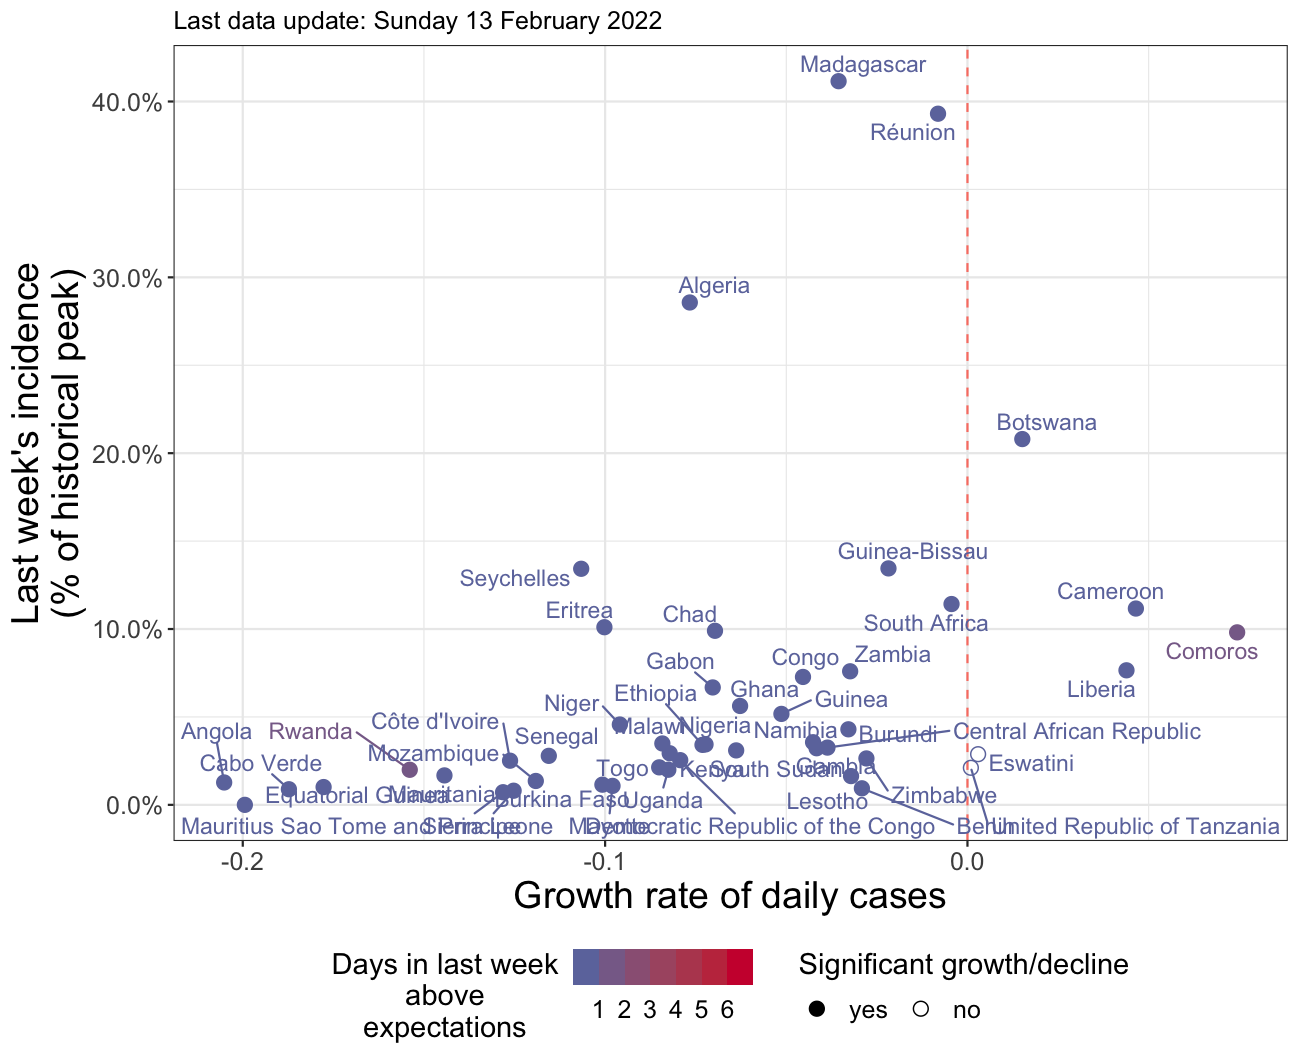 Last data update: Sunday 13 February 2022
Last week's incidence
(% of historical peak)
40.0%
30.0%
20.0%
10.0%
0.0%
Madagascar
Réunion
Algeria
Botswana
Guinea-Bissau
Seychelles
Cameroon
Eritrea
Chad
South Africa
Comoros
Congo
Zambia
Gabon
Liberia
Ethiopia
Ghana
Guinea
Niger
Côte d'Ivoire
Malawi
Nigeria
Namibia
Burundi
Central African Republic
Angola
Rwanda
Senegal
Mozambique
Cabo Verde
Togo
Kenya
South Sudan
Gambia
Eswatini
Equatorial Guinea
Mauritania
Burkina Faso
Uganda
Lesotho
Zimbabwe
Mauritius
Sao Tome and Principe
Sierra Leone
Mayotte
Democratic Republic of the Congo
Benin
United Republic of Tanzania
-0.2
-0.1
0.0
Growth rate of daily cases
Days in last week
above
expectations
1 2 3 4 5 6
Significant growth/decline
yes
no